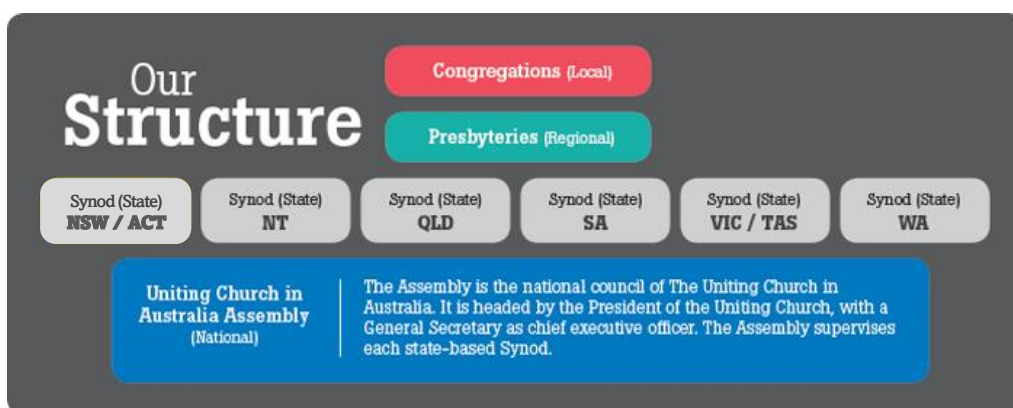 Our
Structure
Congregations (Local)
Presbyteries (Regional)
Synod (State)
NSW / ACT
Synod (State)
NT
Synod (State)
QLD
Synod (State)
SA
Synod (State)
VIC / TAS
Synod (State)
WA
Uniting Church in
Australia Assembly
(National)
The Assembly is the national council of The Uniting Church in
Australia. It is headed by the President of the Uniting Church, with a
General Secretary as chief executive officer. The Assembly supervises
each state-based Synod.